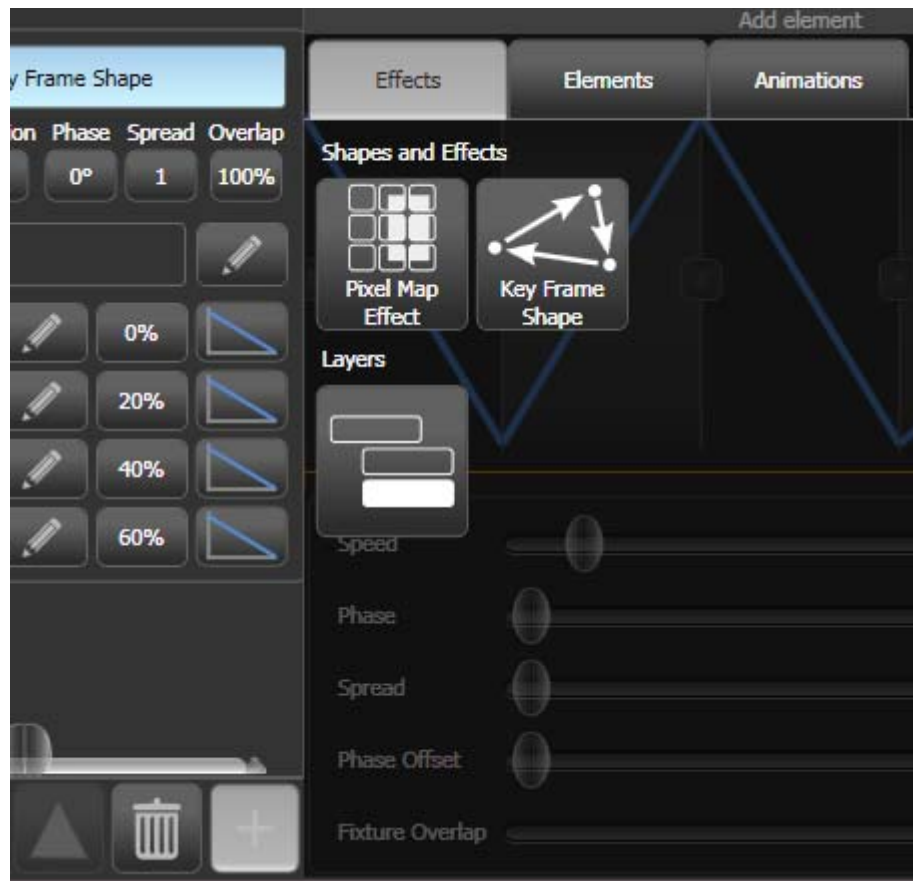 Add element
y Frame Shape
Effects
Elements
Animations
on Phase Spread Overlap
0° 1 100%
Shapes and Effects
Pixel Map
Effect
Key Frame
Shape
0%
Layers
20%
40%
60%
Speed
Phase
Spread
Phase Offset
Fixture Overlap